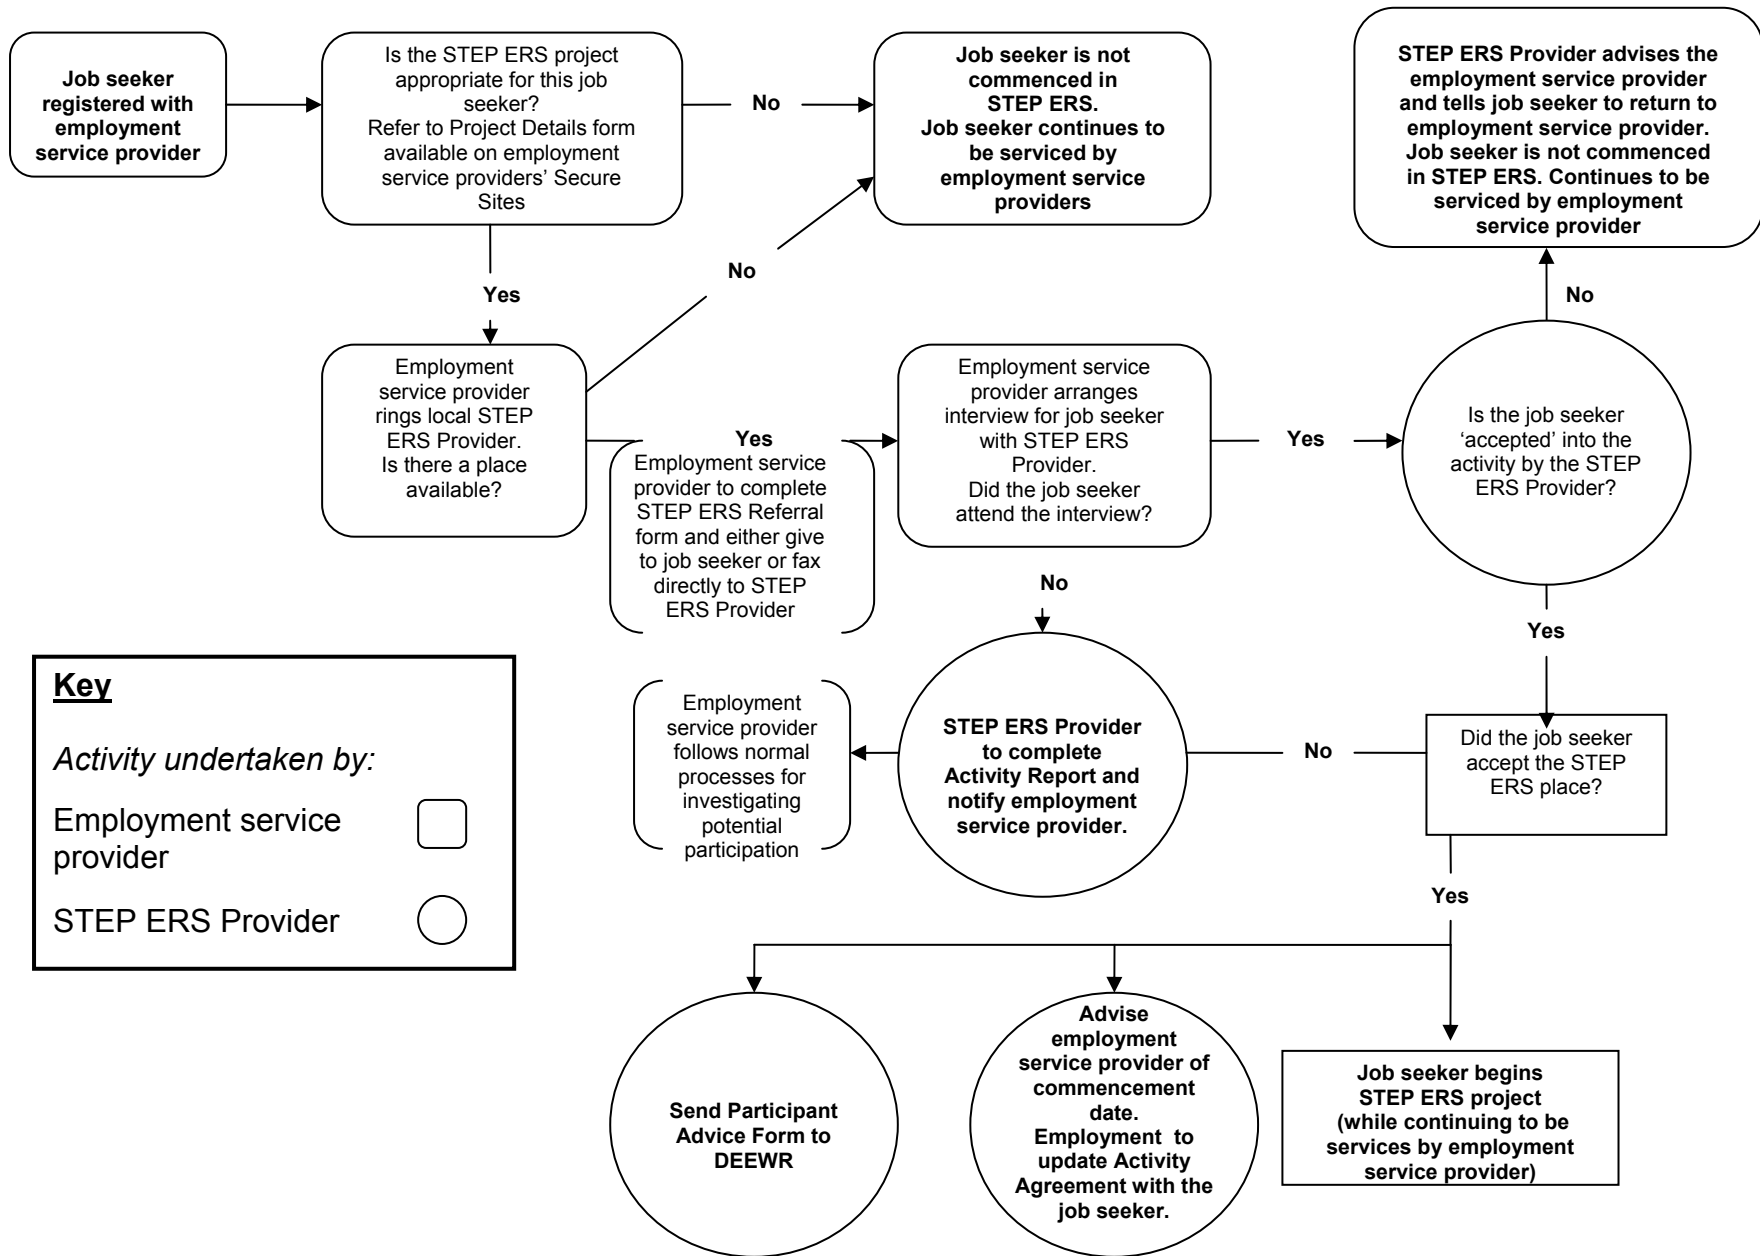 Job seeker
registered with
employment
service provider
Is the STEP ERS project
appropriate for this job
seeker?
Refer to Project Details form
available on employment
service providers’ Secure
Sites
No
Job seeker is not
commenced in
STEP ERS.
Job seeker continues to
be serviced by
employment service
providers
STEP ERS Provider advises the
employment service provider
and tells job seeker to return to
employment service provider.
Job seeker is not commenced
in STEP ERS. Continues to be
serviced by employment
service provider
No
Yes
No
Employment
service provider
rings local STEP
ERS Provider.
Is there a place
available?
Yes
Employment service
provider to complete
STEP ERS Referral
form and either give
to job seeker or fax
directly to STEP
ERS Provider
Employment service
provider arranges
interview for job seeker
with STEP ERS
Provider.
Did the job seeker
attend the interview?
Yes
Is the job seeker
‘accepted’ into the
activity by the STEP
ERS Provider?
No
Yes
Key
Activity undertaken by:
Employment service
provider
STEP ERS Provider
Employment
service provider
follows normal
processes for
investigating
potential
participation
STEP ERS Provider
to complete
Activity Report and
notify employment
service provider.
No
Did the job seeker
accept the STEP
ERS place?
Yes
Send Participant
Advice Form to
DEEWR
Advise
employment
service provider of
commencement
date.
Employment to
update Activity
Agreement with the
job seeker.
Job seeker begins
STEP ERS project
(while continuing to be
services by employment
service provider)